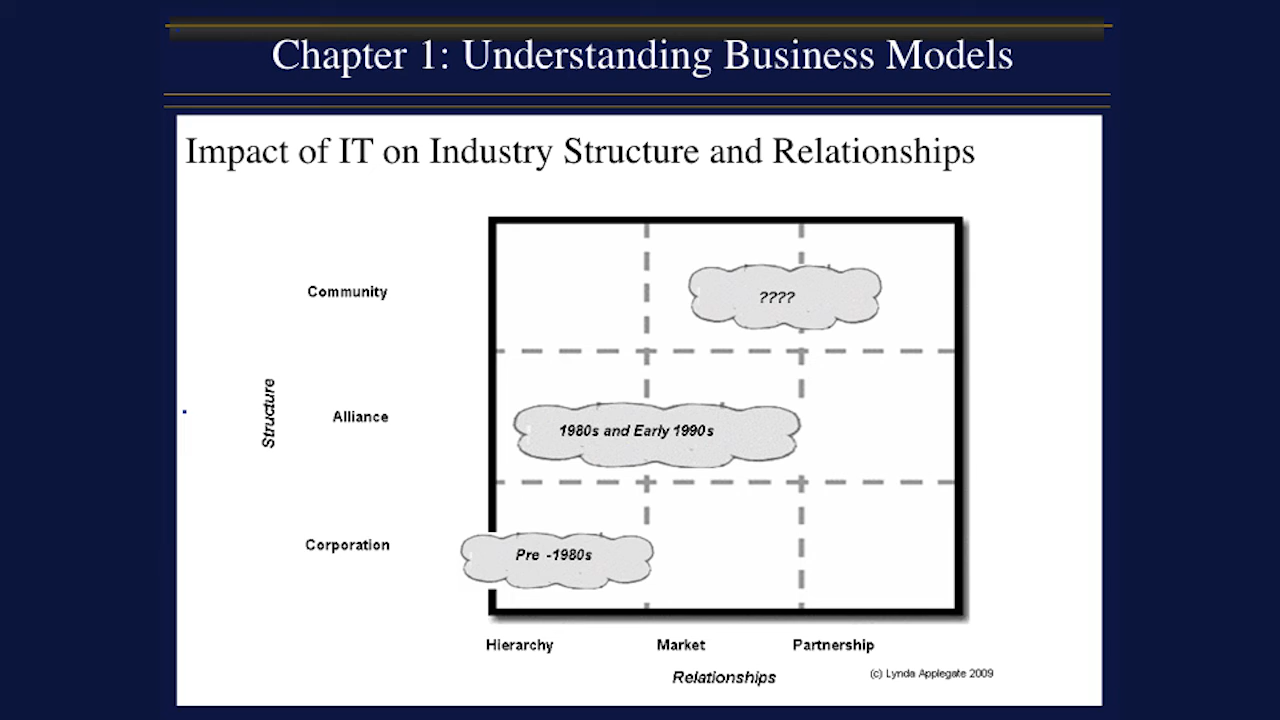 Chapter 1: Understanding Business Models
Impact of IT on Industry Structure and Relationships
Community
????
Structure
Alliance
1980s and Early 1990s
Corporation
Pre -1980s
Hierarchy
Market
Partnership
Relationships
(c) Lynda Applegate 2009